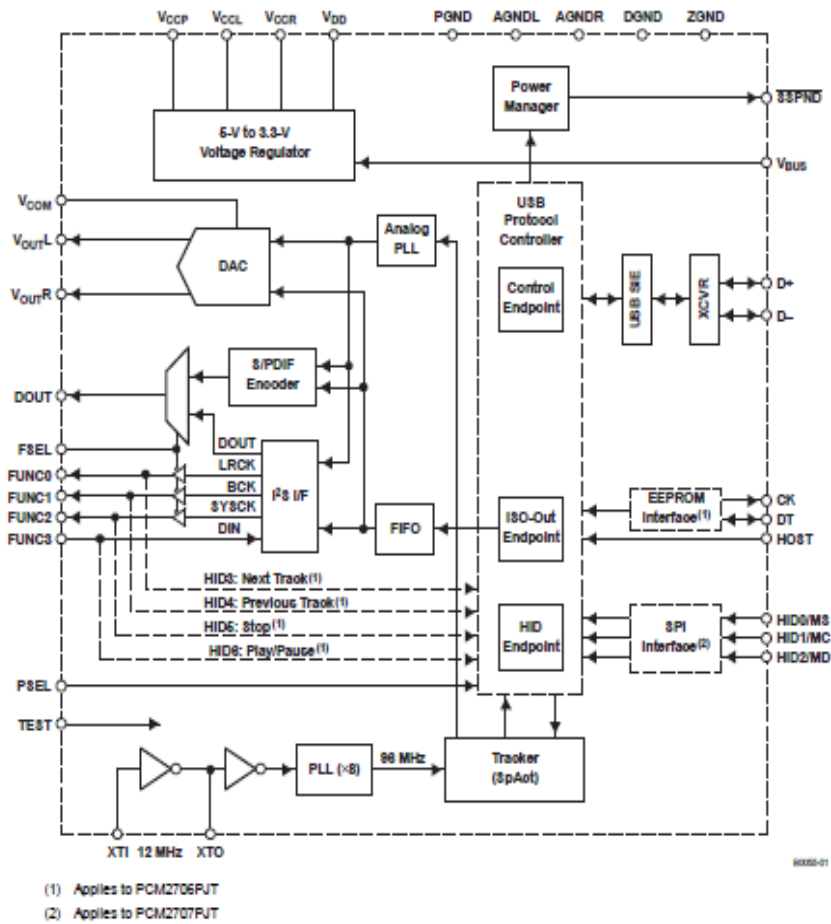 VCCP VCCL VCCR VDD PGND AGNDL AGNDR DGND ZGND
Power
Manager
SSPND
5-V to 3.3-V
Voltage Regulator
VBUS
USB
Protocol
Controller
VCOM
VOUTL
VOUTR
DAC
Analog
PLL
Control
Endpoint
USB SIE
XCVR
D+
D–
S/PDIF
Encoder
DOUT
FSEL
FUNC0
FUNC1
FUNC2
FUNC3
DOUT
LRCK
BCK
SYSCK
DIN
I2S I/F
FIFO
ISO-Out
Endpoint
EEPROM
Interface(1)
CK
DT
HOST
HID3: Next Track(1)
HID4: Previous Track(1)
HID5: Stop(1)
HID6: Play/Pause(1)
HID
Endpoint
SPI
Interface(2)
HID0/MS
HID1/MC
HID2/MD
PSEL
TEST
PLL (×8)
96 MHz
Tracker
(SpAct)
XTI 12 MHz XTO
B0055-01
(1) Applies to PCM2706PJT
(2) Applies to PCM2707PJT